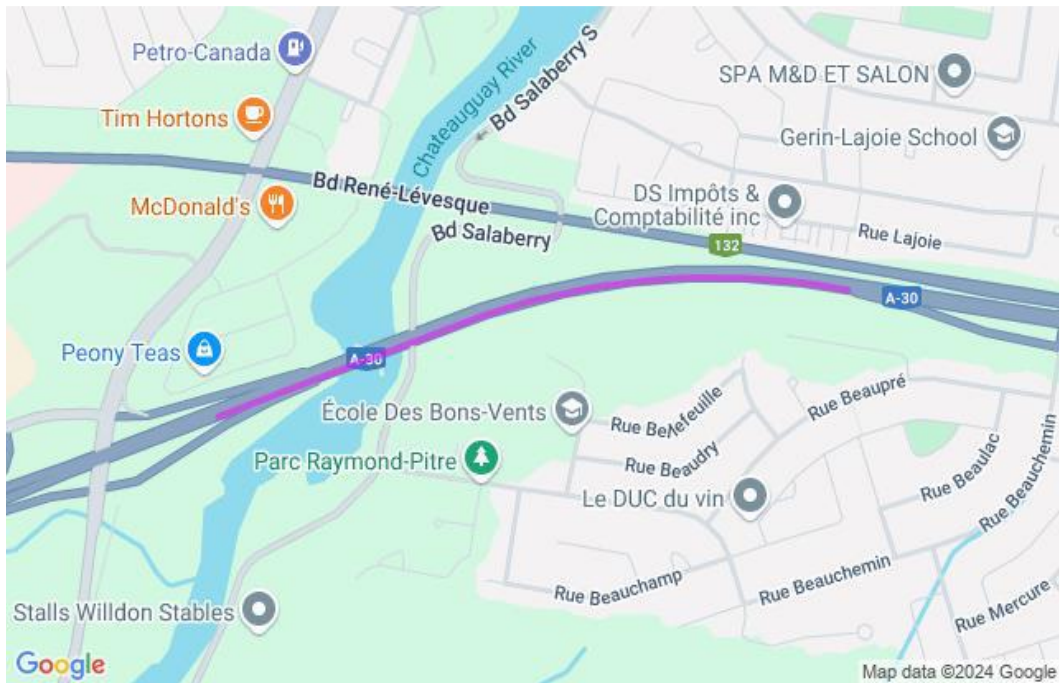 Petro-Canada
Tim Hortons
McDonald's
Chateauguay River
Bd Salaberry S
SPA M&D ET SALON
Gerin-Lajoie School
Bd René-Lévesque
DS Impôts &
Comptabilité inc
Bd Salaberry
Rue Lajoie
132
A-30
Peony Teas
A-30
École Des Bons-Vents
Rue Bellefeuille
Rue Beaupré
Parc Raymond-Pitre
Rue Beaudry
Le DUC du vin
Rue Beaulac
Rue Beauchemin
Rue Beauchamp
Rue Beauchemin
Rue Mercure
Stalls Willdon Stables
Google
Map data ©2024 Google